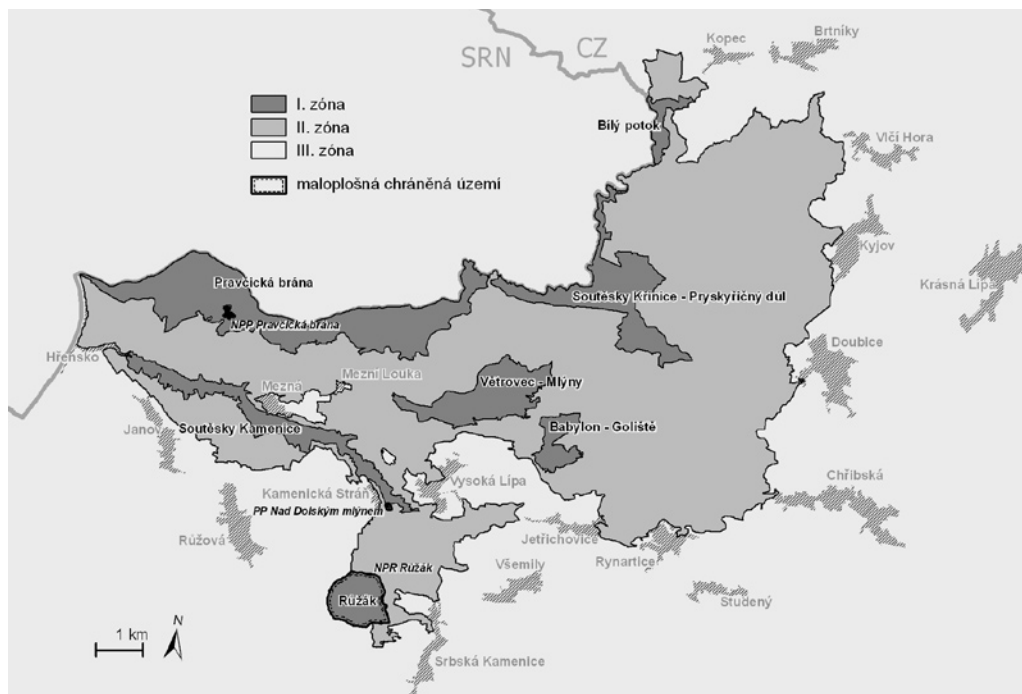 SRN
CZ
Kopec
Brtníky
I. zóna
II. zóna
III. zóna
maloplošná chráněná území
Bílý potok
Vlčí Hora
Kyjov
Krásná Lípa
Pravčická brána
NPP Pravčická brána
Soutěsky Křinice - Pryskyřičný důl
Doubice
Hřensko
Mezní Louka
Mezná
Větrovec - Mlýny
Babylon - Goliště
Janov
Soutěsky Kamenice
Vysoká Lípa
Chřibská
Kamenická Stráň
PP Nad Dolským mlýnem
Růžová
Jetřichovice
Rynartice
NPR Růžák
Všemily
Růžák
Studený
1 km
N
Srbská Kamenice